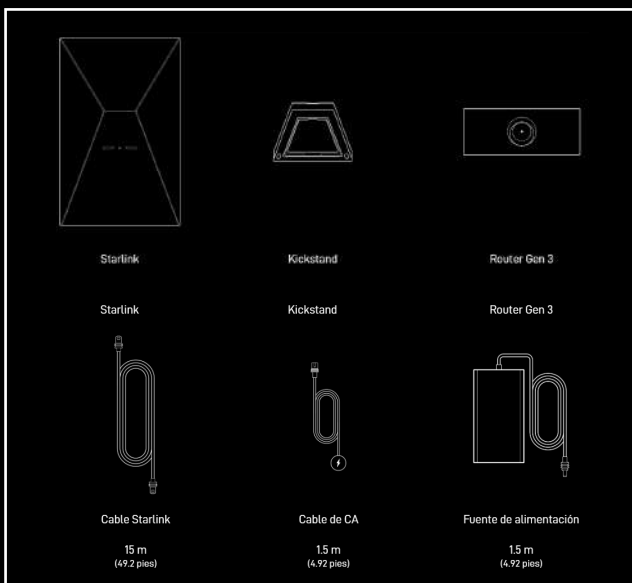 Starlink
Kickstand
Router Gen 3
Starlink
Kickstand
Router Gen 3
Cable Starlink
Cable de CA
Fuente de alimentación
15 m
1.5 m
1.5 m
(49.2 pies)
(4.92 pies)
(4.92 pies)